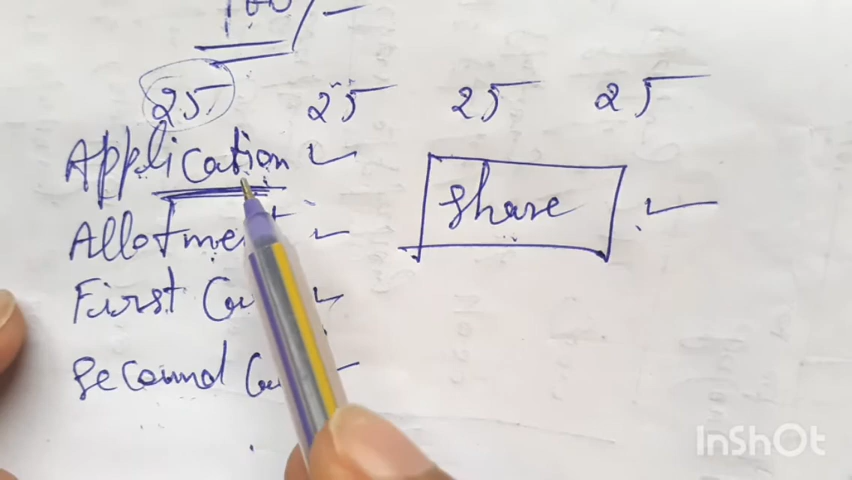 100/-
25 25 25 25
Application
Allotment
Share
First
Second
InShOt